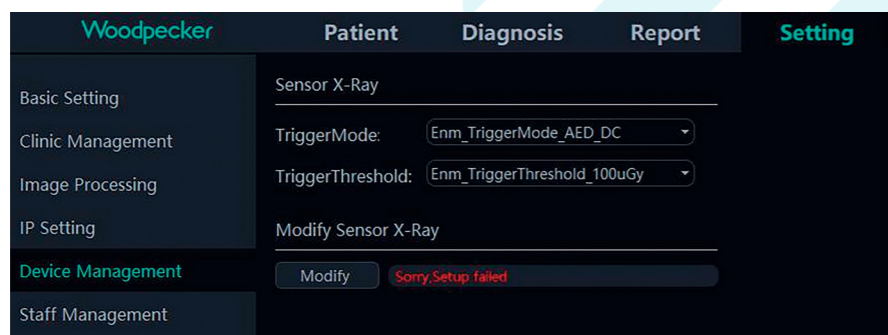 Woodpecker Patient Diagnosis Report Setting
Basic Setting
Clinic Management
Image Processing
IP Setting
Device Management
Staff Management
Sensor X-Ray
TriggerMode: Enm_TriggerMode_AED_DC
TriggerThreshold: Enm_TriggerThreshold_100uGy
Modify Sensor X-Ray
Modify Sorry,Setup failed